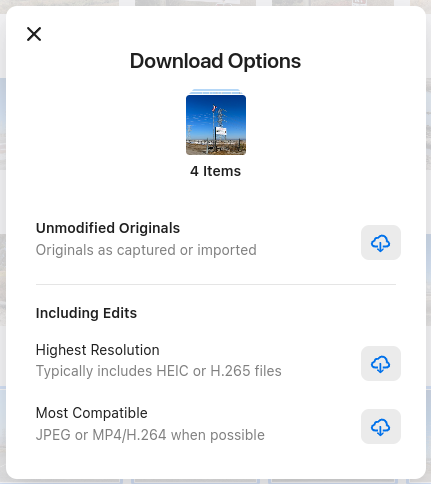 Download Options
4 Items
Unmodified Originals
Originals as captured or imported
Including Edits
Highest Resolution
Typically includes HEIC or H.265 files
Most Compatible
JPEG or MP4/H.264 when possible